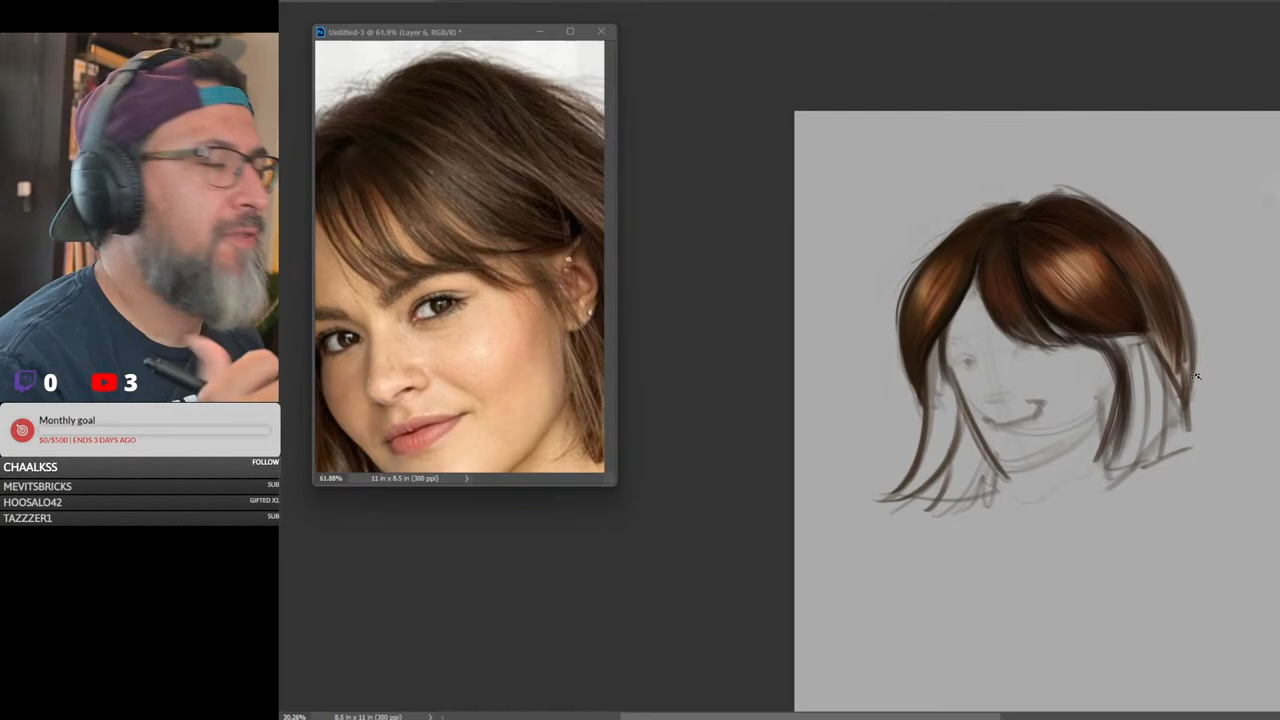 Untitled-3 @ 61.9% (Layer 6, RGB/8) *
0 3
Monthly goal
$0/$500 | ENDS 3 DAYS AGO
CHAALKSS FOLLOW
MEVITSBRICKS SUB
HOOSALO42 GIFTED X1
TAZZZER1 SUB
61.88% 11 in x 8.5 in (300 ppi)
30.26% 8.5 in x 11 in (300 ppi)